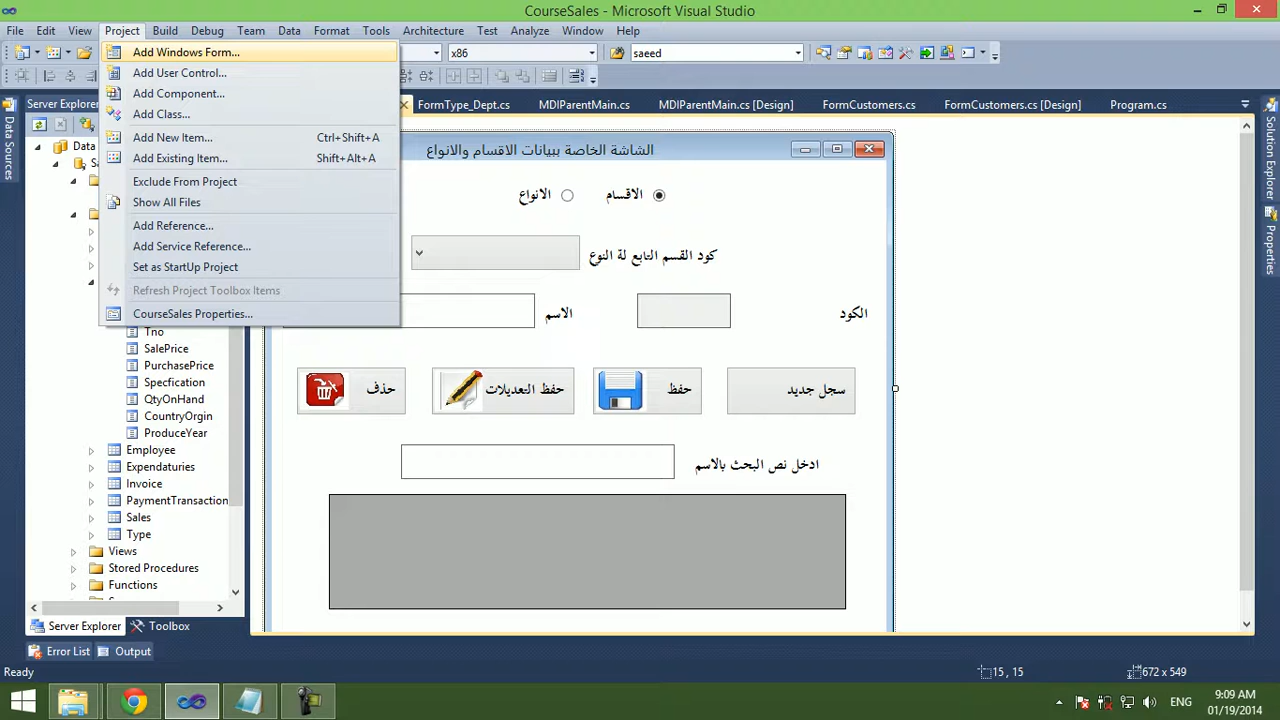 CourseSales - Microsoft Visual Studio
File Edit View Project Build Debug Team Data Format Tools Architecture Test Analyze Window Help
x86 saeed
Add Windows Form...
Add User Control...
Add Component...
Add Class...
Add New Item... Ctrl+Shift+A
Add Existing Item... Shift+Alt+A
Exclude From Project
Show All Files
Add Reference...
Add Service Reference...
Set as StartUp Project
Refresh Project Toolbox Items
CourseSales Properties...
FormType_Dept.cs MDIParentMain.cs MDIParentMain.cs [Design] FormCustomers.cs FormCustomers.cs [Design] Program.cs
Data Sources
Server Explorer
Data
Tno
SalePrice
PurchasePrice
Specfication
QtyOnHand
CountryOrgin
ProduceYear
Employee
Expendaturies
Invoice
PaymentTransaction
Sales
Type
Views
Stored Procedures
Functions
Server Explorer Toolbox
الشاشة الخاصة ببيانات الاقسام والانواع
الاقسام الانواع
كود القسم التابع لة النوع
الكود الاسم
سجل جديد حفظ حفظ التعديلات حذف
ادخل نص البحث بالاسم
Solution Explorer
Properties
Error List Output
Ready 15 , 15 672 x 549
ENG
9:09 AM
01/19/2014